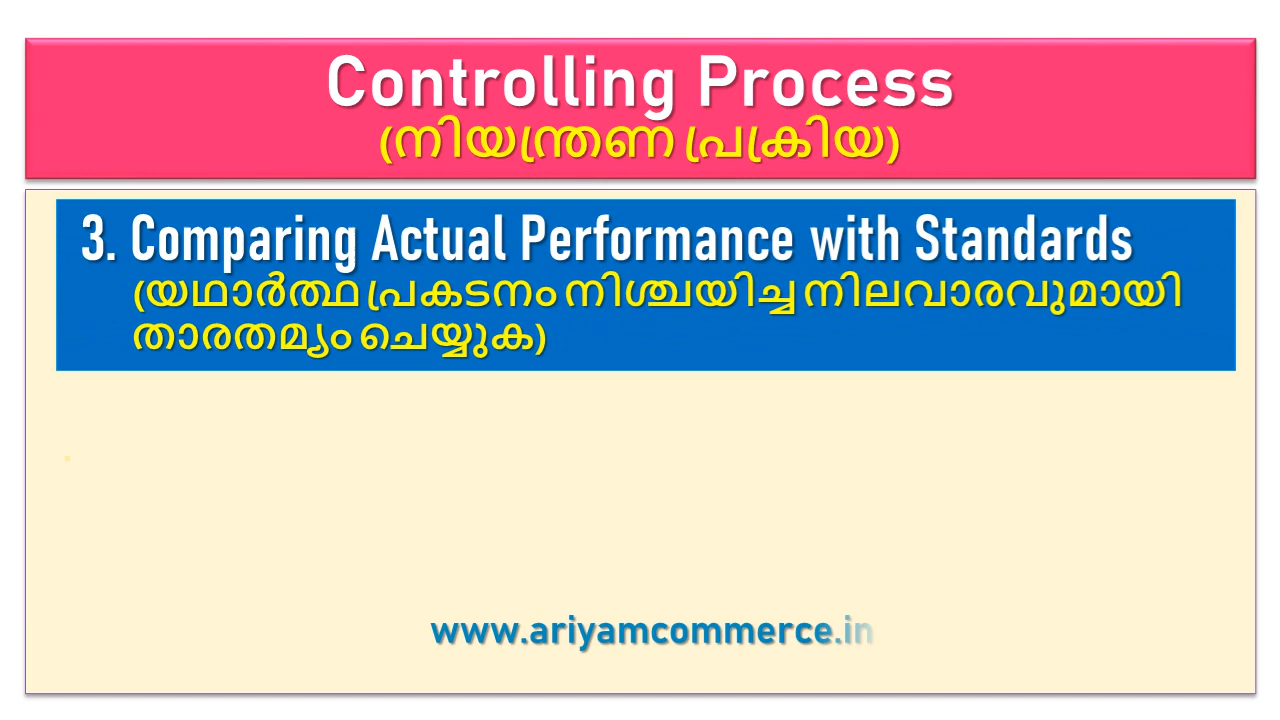 Controlling Process
(നിയന്ത്രണ പ്രക്രിയ)
3. Comparing Actual Performance with Standards
(യഥാർത്ഥ പ്രകടനം നിശ്ചയിച്ച നിലവാരവുമായി
താരതമ്യം ചെയ്യുക)
www.ariyamcommerce.in